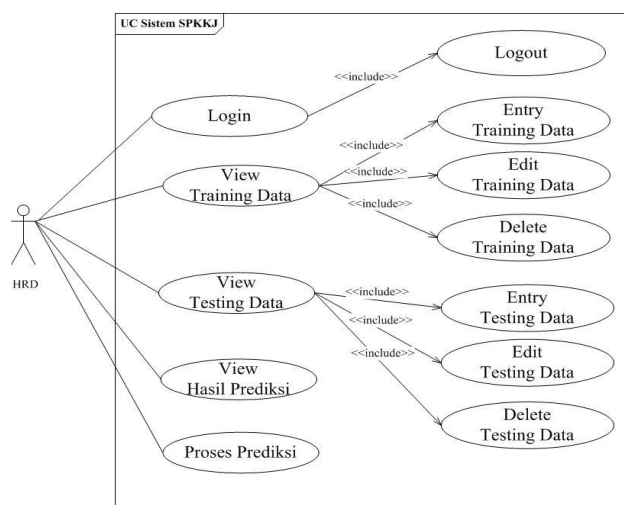 UC Sistem SPKKJ
Logout
<<include>>
Login
Entry
Training Data
<<include>>
View
Training Data
<<include>>
Edit
Training Data
<<include>>
Delete
Training Data
HRD
View
Testing Data
<<include>>
Entry
Testing Data
<<include>>
Edit
Testing Data
<<include>>
View
Hasil Prediksi
Delete
Testing Data
Proses Prediksi